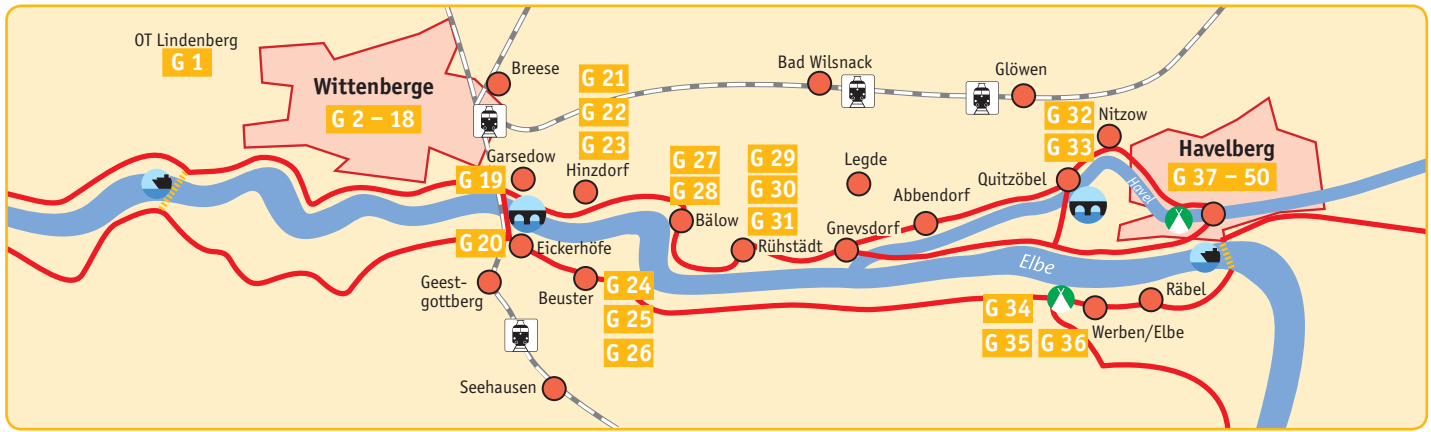 OT Lindenberg
G 1
Wittenberge
G 2 – 18
Breese
G 21
G 22
G 23
Bad Wilsnack
Glöwen
G 32
G 33
Nitzow
Havelberg
G 37 – 50
Garsedow
G 19
Hinzdorf
G 27
G 28
Bälow
G 29
G 30
G 31
Rühstädt
Legde
Abbendorf
Gnevsdorf
Quitzöbel
Havel
G 20
Eickerhöfe
Geest-
gottberg
Beuster
G 24
G 25
G 26
Elbe
G 34
G 35
G 36
Werben/Elbe
Räbel
Seehausen